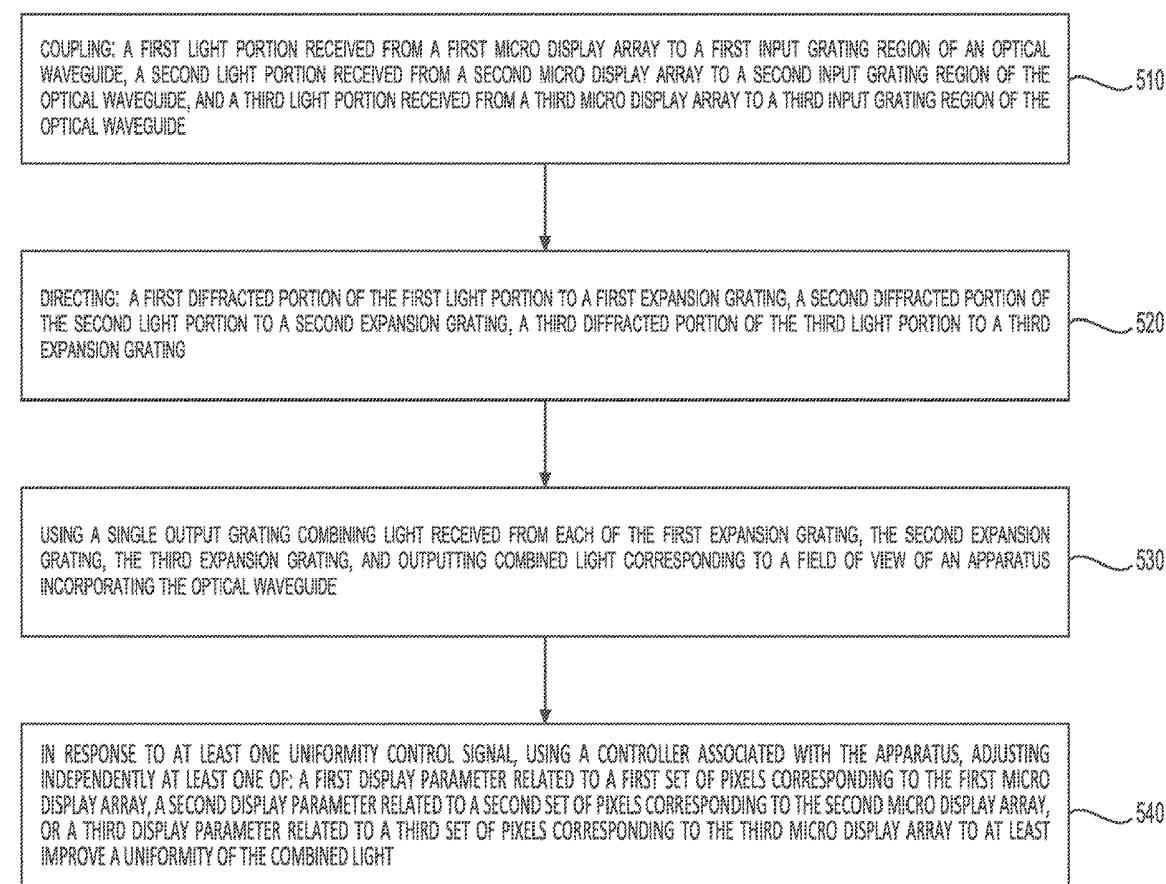 COUPLING: A FIRST LIGHT PORTION RECEIVED FROM A FIRST MICRO DISPLAY ARRAY TO A FIRST INPUT GRATING REGION OF AN OPTICAL
WAVEGUIDE, A SECOND LIGHT PORTION RECEIVED FROM A SECOND MICRO DISPLAY ARRAY TO A SECOND INPUT GRATING REGION OF THE
OPTICAL WAVEGUIDE, AND A THIRD LIGHT PORTION RECEIVED FROM A THIRD MICRO DISPLAY ARRAY TO A THIRD INPUT GRATING REGION OF THE
OPTICAL WAVEGUIDE
510
DIRECTING: A FIRST DIFFRACTED PORTION OF THE FIRST LIGHT PORTION TO A FIRST EXPANSION GRATING, A SECOND DIFFRACTED PORTION OF
THE SECOND LIGHT PORTION TO A SECOND EXPANSION GRATING, A THIRD DIFFRACTED PORTION OF THE THIRD LIGHT PORTION TO A THIRD
EXPANSION GRATING
520
USING A SINGLE OUTPUT GRATING COMBINING LIGHT RECEIVED FROM EACH OF THE FIRST EXPANSION GRATING, THE SECOND EXPANSION
GRATING, THE THIRD EXPANSION GRATING, AND OUTPUTTING COMBINED LIGHT CORRESPONDING TO A FIELD OF VIEW OF AN APPARATUS
INCORPORATING THE OPTICAL WAVEGUIDE
530
IN RESPONSE TO AT LEAST ONE UNIFORMITY CONTROL SIGNAL, USING A CONTROLLER ASSOCIATED WITH THE APPARATUS, ADJUSTING
INDEPENDENTLY AT LEAST ONE OF: A FIRST DISPLAY PARAMETER RELATED TO A FIRST SET OF PIXELS CORRESPONDING TO THE FIRST MICRO
DISPLAY ARRAY, A SECOND DISPLAY PARAMETER RELATED TO A SECOND SET OF PIXELS CORRESPONDING TO THE SECOND MICRO DISPLAY ARRAY,
OR A THIRD DISPLAY PARAMETER RELATED TO A THIRD SET OF PIXELS CORRESPONDING TO THE THIRD MICRO DISPLAY ARRAY TO AT LEAST
IMPROVE A UNIFORMITY OF THE COMBINED LIGHT
540